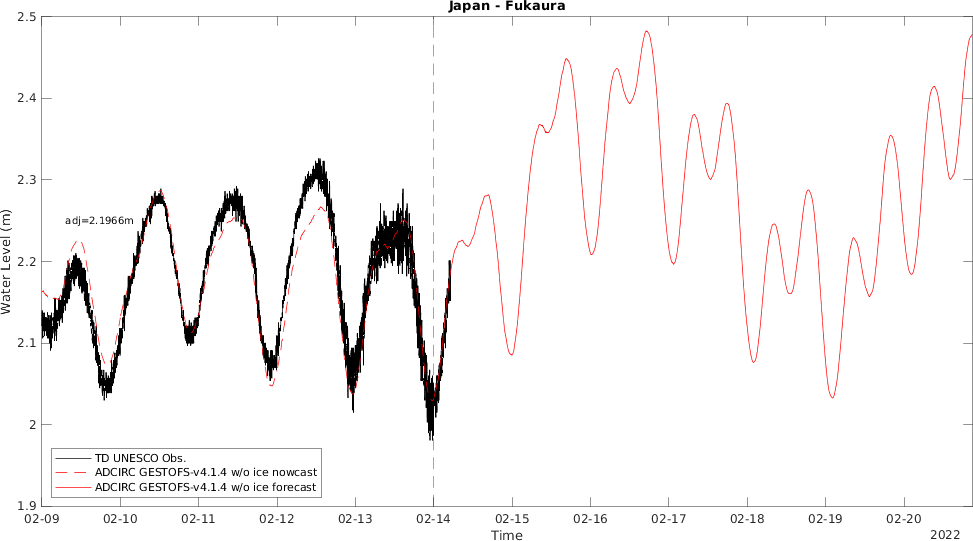 Japan - Fukaura
2.5
2.4
2.3
2.2
2.1
2
1.9
Water Level (m)
adj=2.1966m
TD UNESCO Obs.
ADCIRC GESTOFS-v4.1.4 w/o ice nowcast
ADCIRC GESTOFS-v4.1.4 w/o ice forecast
02-09 02-10 02-11 02-12 02-13 02-14 02-15 02-16 02-17 02-18 02-19 02-20
Time
2022